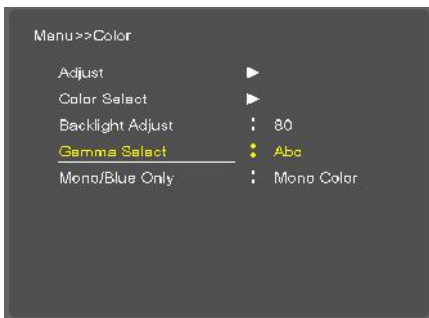 Menu>>Color
Adjust ▶
Color Select ▶
Backlight Adjust : 80
Gamma Select : Abc
Mono/Blue Only : Mono Color